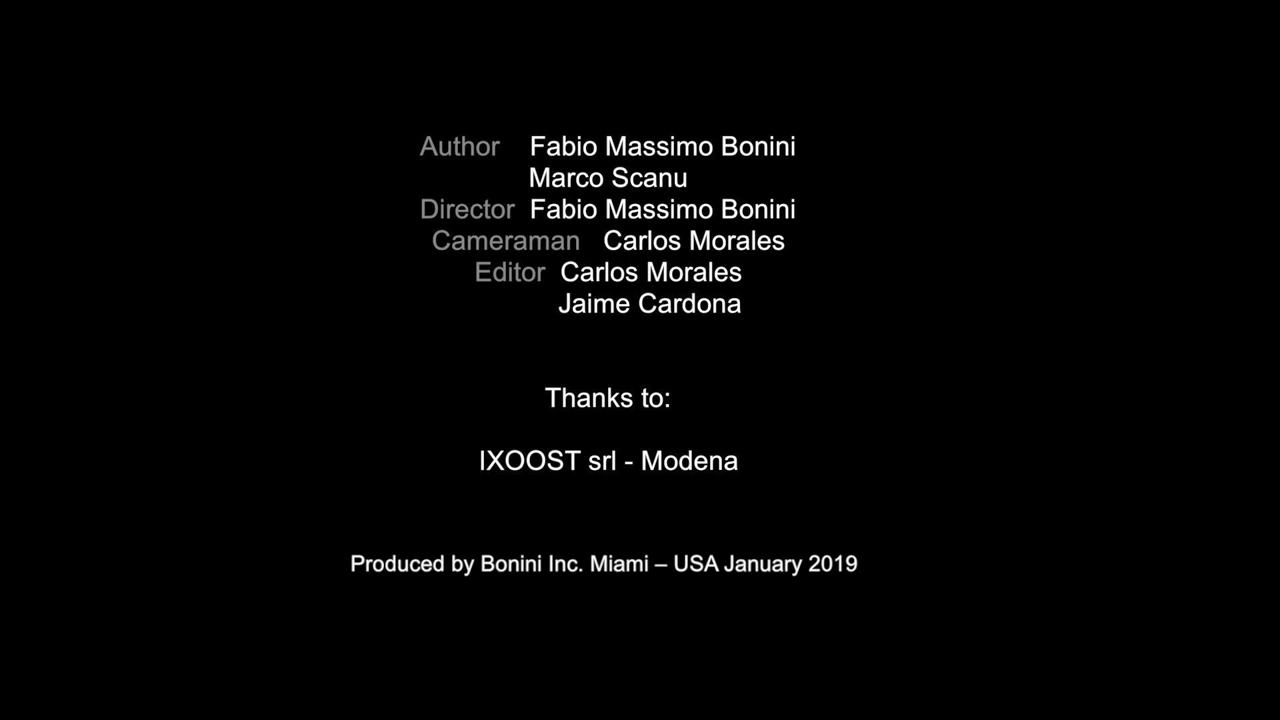 Author Fabio Massimo Bonini
Marco Scanu
Director Fabio Massimo Bonini
Cameraman Carlos Morales
Editor Carlos Morales
Jaime Cardona
Thanks to:
IXOOST srl - Modena
Produced by Bonini Inc. Miami – USA January 2019